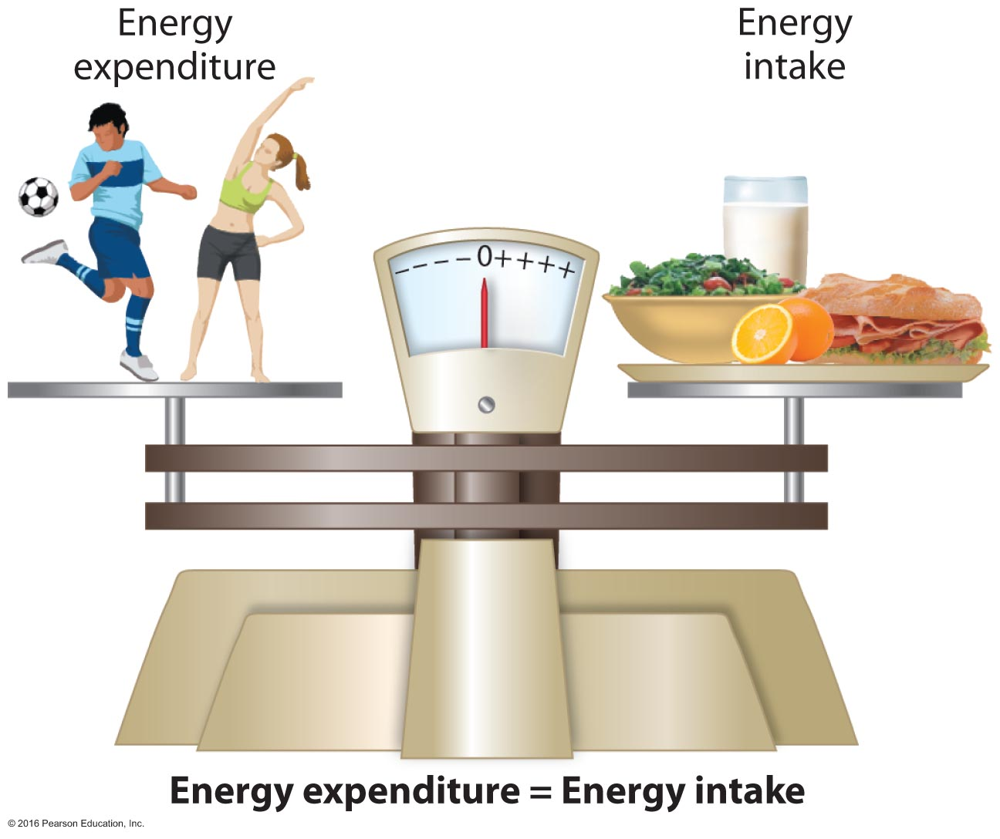 Energy
expenditure
Energy
intake
– – – – 0 + + + +
Energy expenditure = Energy intake
© 2016 Pearson Education, Inc.